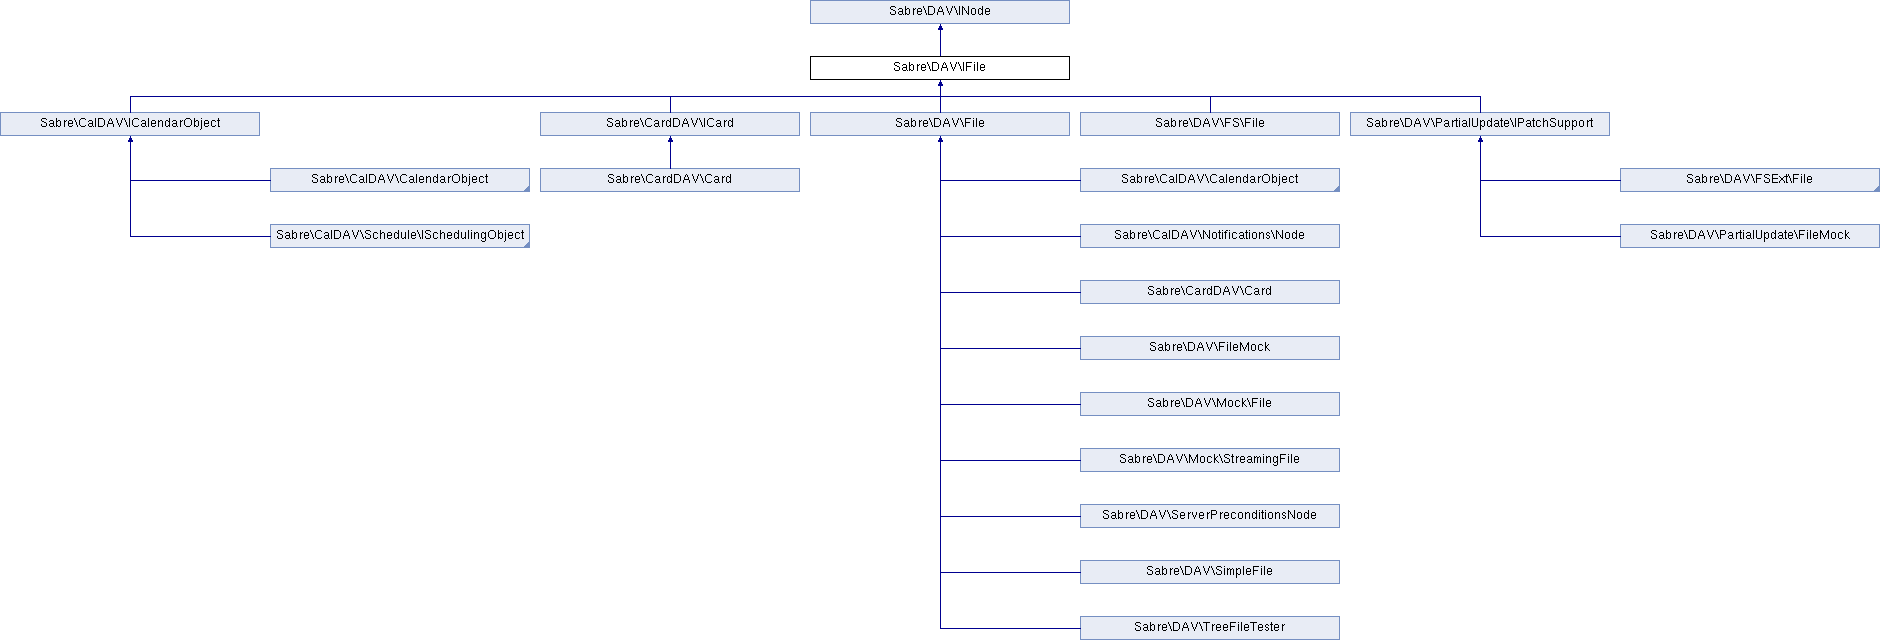 Sabre\DAV\INode
Sabre\DAV\IFile
Sabre\CalDAV\ICalendarObject
Sabre\CardDAV\ICard
Sabre\DAV\File
Sabre\DAV\FS\File
Sabre\DAV\PartialUpdate\IPatchSupport
Sabre\CalDAV\CalendarObject
Sabre\CardDAV\Card
Sabre\CalDAV\CalendarObject
Sabre\DAV\FSExt\File
Sabre\CalDAV\Schedule\ISchedulingObject
Sabre\CalDAV\Notifications\Node
Sabre\DAV\PartialUpdate\FileMock
Sabre\CardDAV\Card
Sabre\DAV\FileMock
Sabre\DAV\Mock\File
Sabre\DAV\Mock\StreamingFile
Sabre\DAV\ServerPreconditionsNode
Sabre\DAV\SimpleFile
Sabre\DAV\TreeFileTester